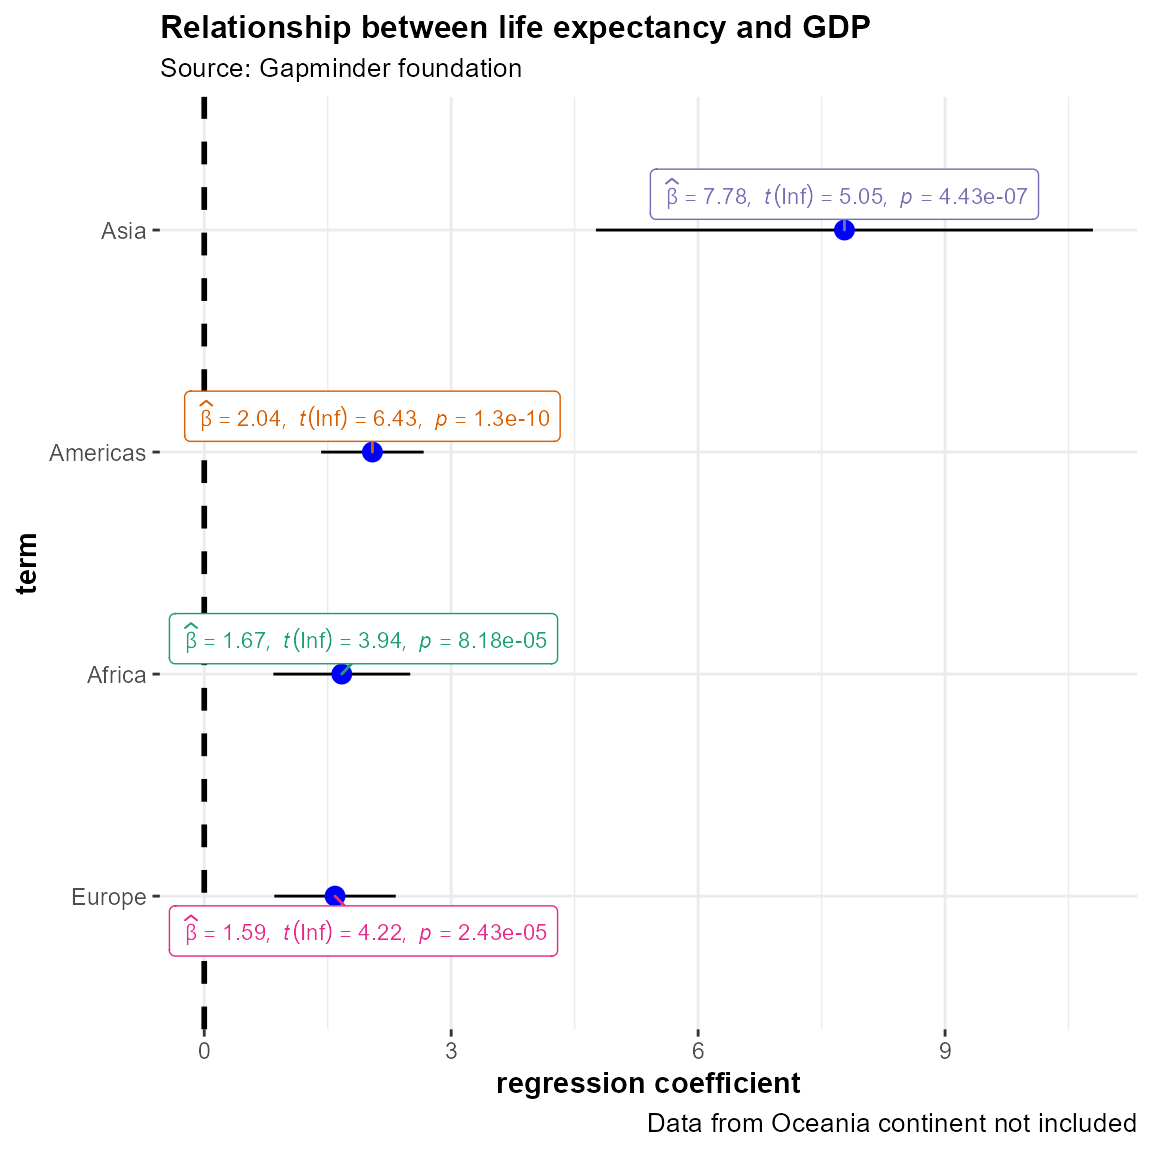 Relationship between life expectancy and GDP
Source: Gapminder foundation
β̂ = 7.78, t(Inf) = 5.05, p = 4.43e-07
Asia
β̂ = 2.04, t(Inf) = 6.43, p = 1.3e-10
Americas
term
β̂ = 1.67, t(Inf) = 3.94, p = 8.18e-05
Africa
Europe
β̂ = 1.59, t(Inf) = 4.22, p = 2.43e-05
0 3 6 9
regression coefficient
Data from Oceania continent not included